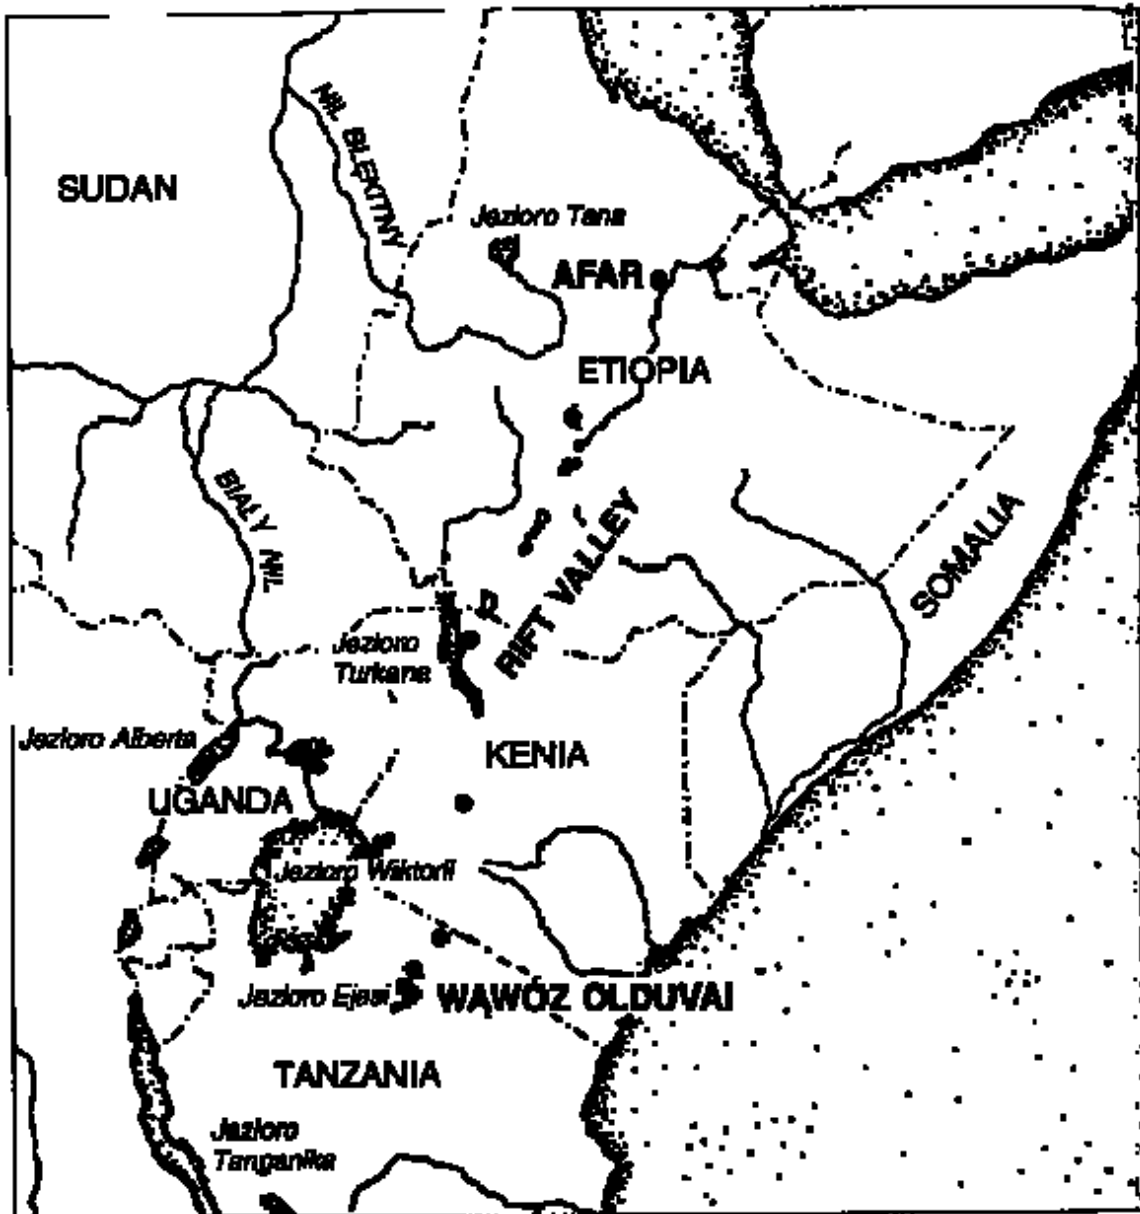 NIL BŁĘKITNY
SUDAN
Jezioro Tana
AFAR
ETIOPIA
BIAŁY NIL
RIFT VALLEY
SOMALIA
Jezioro
Turkana
Jezioro Alberta
KENIA
UGANDA
Jezioro Wiktorii
Jezioro Ejasi
WĄWÓZ OLDUVAI
TANZANIA
Jezioro
Tanganika